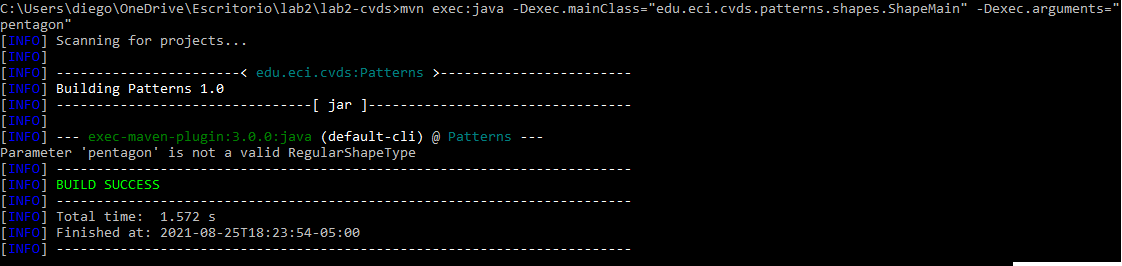 C:\Users\diego\OneDrive\Escritorio\lab2\lab2-cvds>mvn exec:java -Dexec.mainClass="edu.eci.cvds.patterns.shapes.ShapeMain" -Dexec.arguments="
pentagon"
[INFO] Scanning for projects...
[INFO]
[INFO] -----------------------< edu.eci.cvds:Patterns >------------------------
[INFO] Building Patterns 1.0
[INFO] --------------------------------[ jar ]---------------------------------
[INFO]
[INFO] --- exec-maven-plugin:3.0.0:java (default-cli) @ Patterns ---
Parameter 'pentagon' is not a valid RegularShapeType
[INFO] ------------------------------------------------------------------------
[INFO] BUILD SUCCESS
[INFO] ------------------------------------------------------------------------
[INFO] Total time:  1.572 s
[INFO] Finished at: 2021-08-25T18:23:54-05:00
[INFO] ------------------------------------------------------------------------